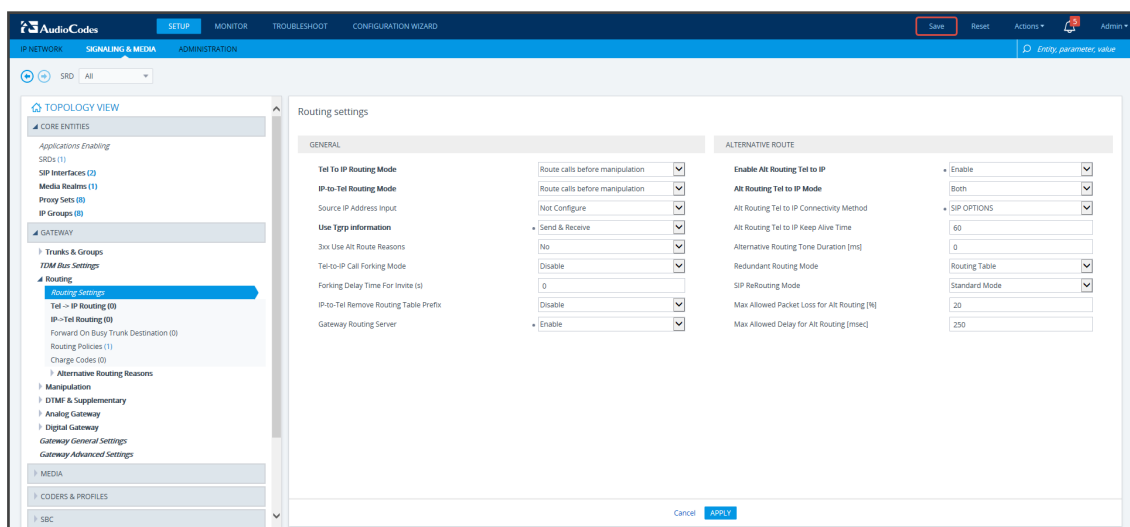 AudioCodes
SETUP MONITOR TROUBLESHOOT CONFIGURATION WIZARD Save Reset Actions 5 Admin
IP NETWORK SIGNALING & MEDIA ADMINISTRATION Entity, parameter, value
SRD All
TOPOLOGY VIEW
CORE ENTITIES
Applications Enabling
SRDs (1)
SIP Interfaces (2)
Media Realms (1)
Proxy Sets (8)
IP Groups (8)
GATEWAY
Trunks & Groups
TDM Bus Settings
Routing
Routing Settings
Tel -> IP Routing (0)
IP->Tel Routing (0)
Forward On Busy Trunk Destination (0)
Routing Policies (1)
Charge Codes (0)
Alternative Routing Reasons
Manipulation
DTMF & Supplementary
Analog Gateway
Digital Gateway
Gateway General Settings
Gateway Advanced Settings
MEDIA
CODERS & PROFILES
SBC
Routing settings
GENERAL
Tel To IP Routing Mode Route calls before manipulation
IP-to-Tel Routing Mode Route calls before manipulation
Source IP Address Input Not Configure
Use Tgrp information Send & Receive
3xx Use Alt Route Reasons No
Tel-to-IP Call Forking Mode Disable
Forking Delay Time For Invite (s) 0
IP-to-Tel Remove Routing Table Prefix Disable
Gateway Routing Server Enable
ALTERNATIVE ROUTE
Enable Alt Routing Tel to IP Enable
Alt Routing Tel to IP Mode Both
Alt Routing Tel to IP Connectivity Method SIP OPTIONS
Alt Routing Tel to IP Keep Alive Time 60
Alternative Routing Tone Duration [ms] 0
Redundant Routing Mode Routing Table
SIP ReRouting Mode Standard Mode
Max Allowed Packet Loss for Alt Routing [%] 20
Max Allowed Delay for Alt Routing [msec] 250
Cancel APPLY